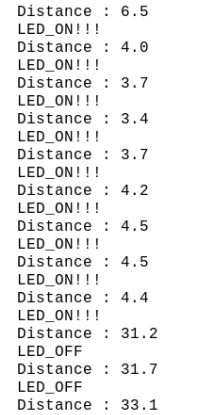 Distance : 6.5
LED_ON!!!
Distance : 4.0
LED_ON!!!
Distance : 3.7
LED_ON!!!
Distance : 3.4
LED_ON!!!
Distance : 3.7
LED_ON!!!
Distance : 4.2
LED_ON!!!
Distance : 4.5
LED_ON!!!
Distance : 4.5
LED_ON!!!
Distance : 4.4
LED_ON!!!
Distance : 31.2
LED_OFF
Distance : 31.7
LED_OFF
Distance : 33.1